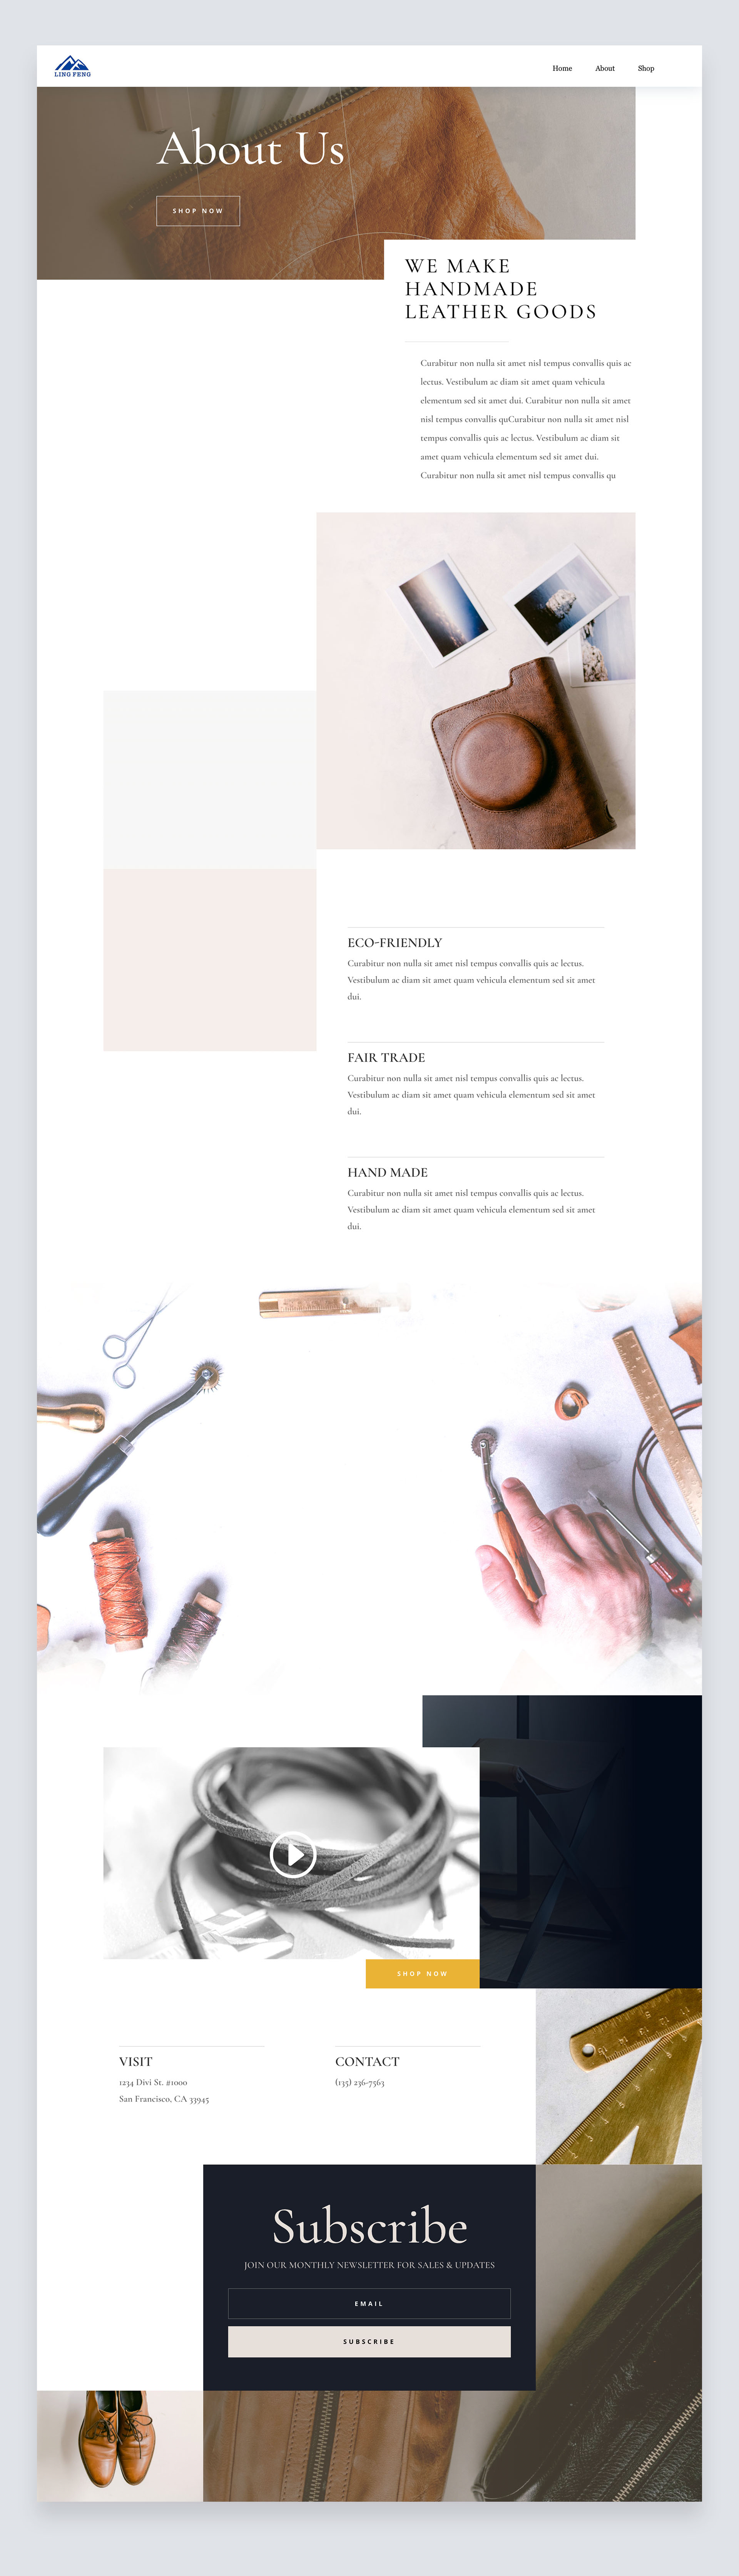 LING FENG
Home About Shop
About Us
SHOP NOW
WE MAKE
HANDMADE
LEATHER GOODS
Curabitur non nulla sit amet nisl tempus convallis quis ac
lectus. Vestibulum ac diam sit amet quam vehicula
elementum sed sit amet dui. Curabitur non nulla sit amet
nisl tempus convallis quCurabitur non nulla sit amet nisl
tempus convallis quis ac lectus. Vestibulum ac diam sit
amet quam vehicula elementum sed sit amet dui.
Curabitur non nulla sit amet nisl tempus convallis qu
ECO-FRIENDLY
Curabitur non nulla sit amet nisl tempus convallis quis ac lectus.
Vestibulum ac diam sit amet quam vehicula elementum sed sit amet
dui.
FAIR TRADE
Curabitur non nulla sit amet nisl tempus convallis quis ac lectus.
Vestibulum ac diam sit amet quam vehicula elementum sed sit amet
dui.
HAND MADE
Curabitur non nulla sit amet nisl tempus convallis quis ac lectus.
Vestibulum ac diam sit amet quam vehicula elementum sed sit amet
dui.
SHOP NOW
VISIT
1234 Divi St. #1000
San Francisco, CA 33945
CONTACT
(135) 236-7563
Subscribe
JOIN OUR MONTHLY NEWSLETTER FOR SALES & UPDATES
EMAIL
SUBSCRIBE